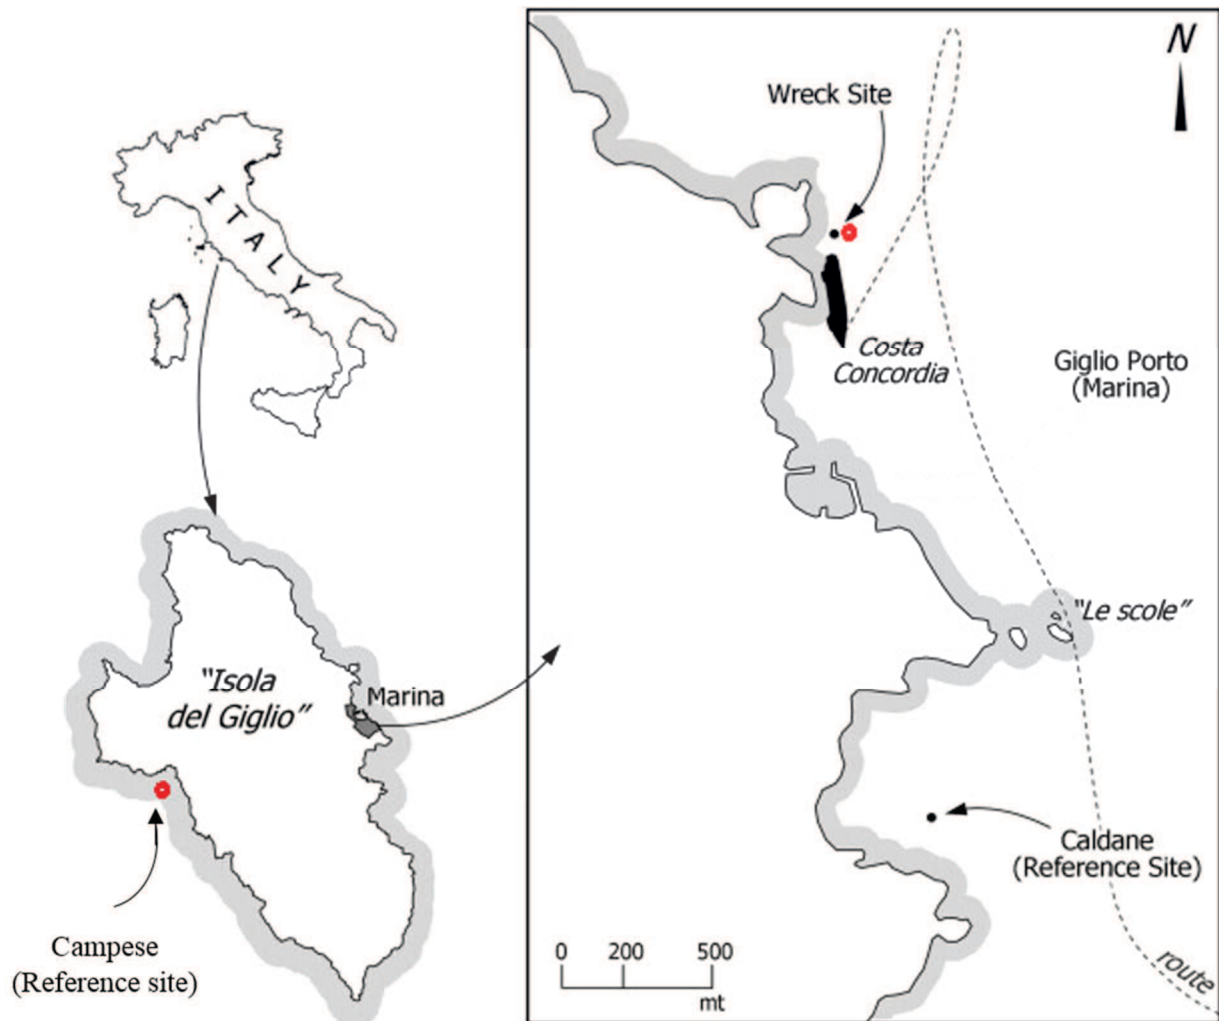 ITALY
"Isola
del Giglio"
Marina
Campese
(Reference site)
N
Wreck Site
Costa
Concordia
Giglio Porto
(Marina)
"Le scole"
Caldane
(Reference Site)
0 200 500
mt
route